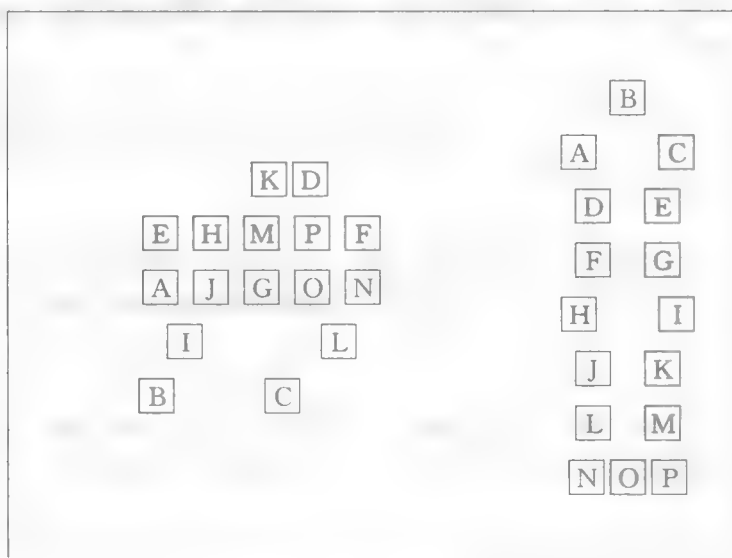 K D
E H M P F
A J G O N
I L
B C
B
A C
D E
F G
H I
J K
L M
N O P